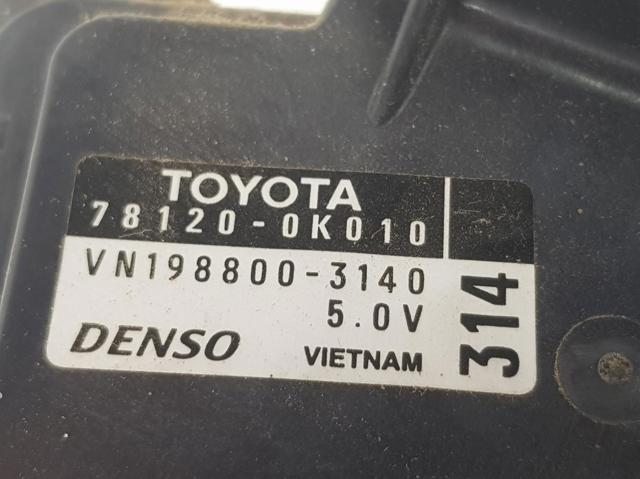 TOYOTA
78120-0K010
VN198800-3140
5.0V
DENSO VIETNAM
314